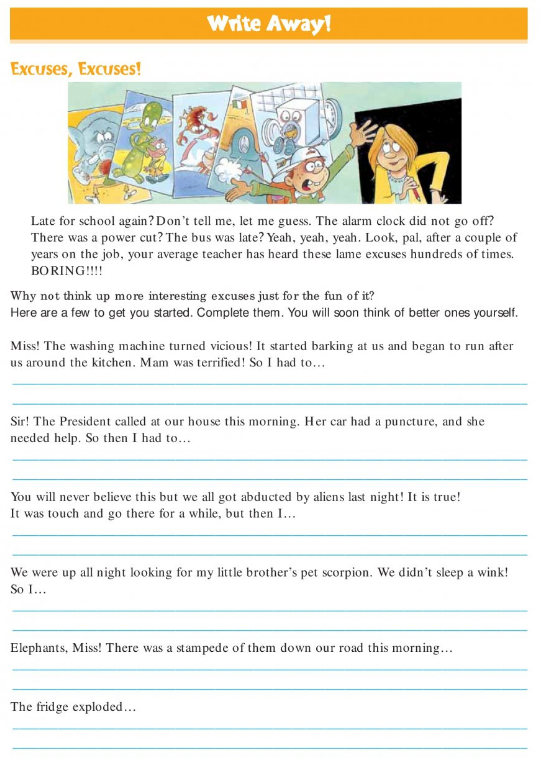 Write Away!
Excuses, Excuses!
Late for school again? Don't tell me, let me guess. The alarm clock did not go off?
There was a power cut? The bus was late? Yeah, yeah, yeah. Look, pal, after a couple of
years on the job, your average teacher has heard these lame excuses hundreds of times.
BORING!!!!
Why not think up more interesting excuses just for the fun of it?
Here are a few to get you started. Complete them. You will soon think of better ones yourself.
Miss! The washing machine turned vicious! It started barking at us and began to run after
us around the kitchen. Mam was terrified! So I had to…
Sir! The President called at our house this morning. Her car had a puncture, and she
needed help. So then I had to…
You will never believe this but we all got abducted by aliens last night! It is true!
It was touch and go there for a while, but then I…
We were up all night looking for my little brother's pet scorpion. We didn't sleep a wink!
So I…
Elephants, Miss! There was a stampede of them down our road this morning…
The fridge exploded…